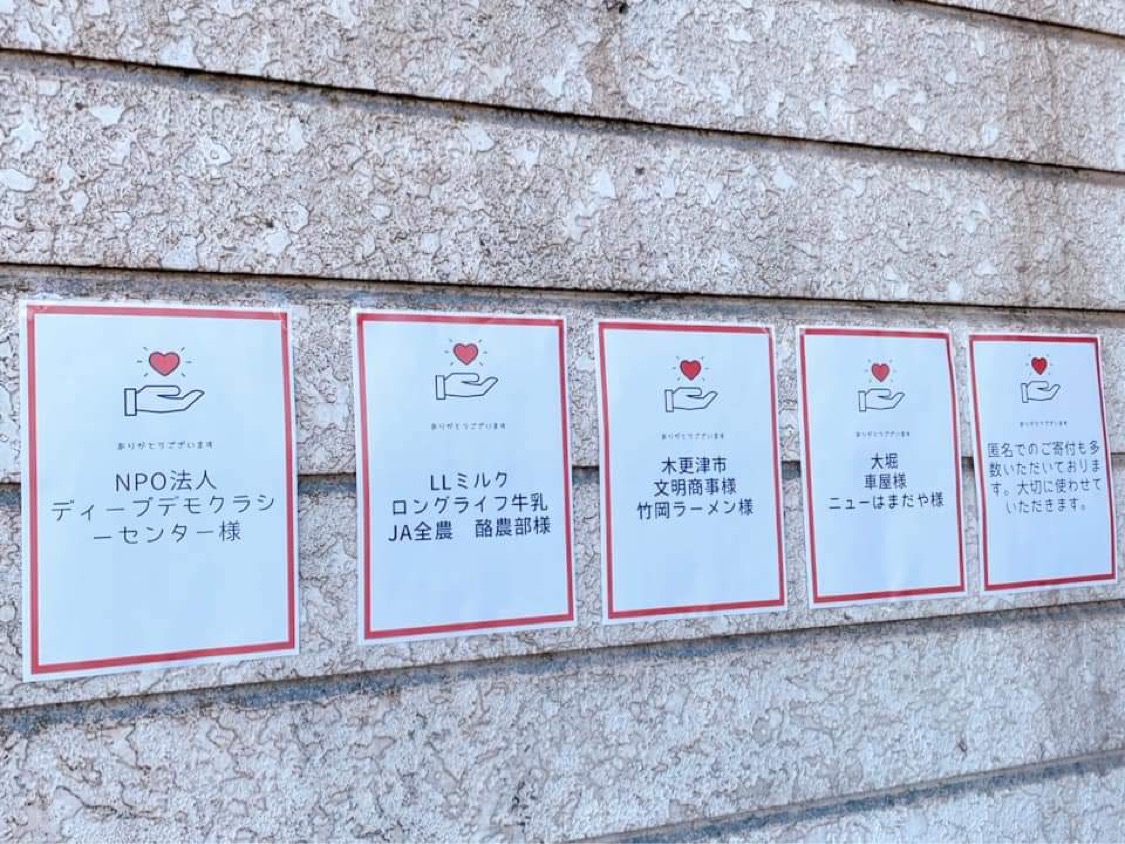 ありがとうございます
NPO法人
ディープデモクラシ
ーセンター様
ありがとうございます
LLミルク
ロングライフ牛乳
JA全農 酪農部様
ありがとうございます
木更津市
文明商事様
竹岡ラーメン様
ありがとうございます
大堀
車屋様
ニューはまだや様
ありがとうございます
匿名でのご寄付も多
数いただいておりま
す。大切に使わせて
いただきます。